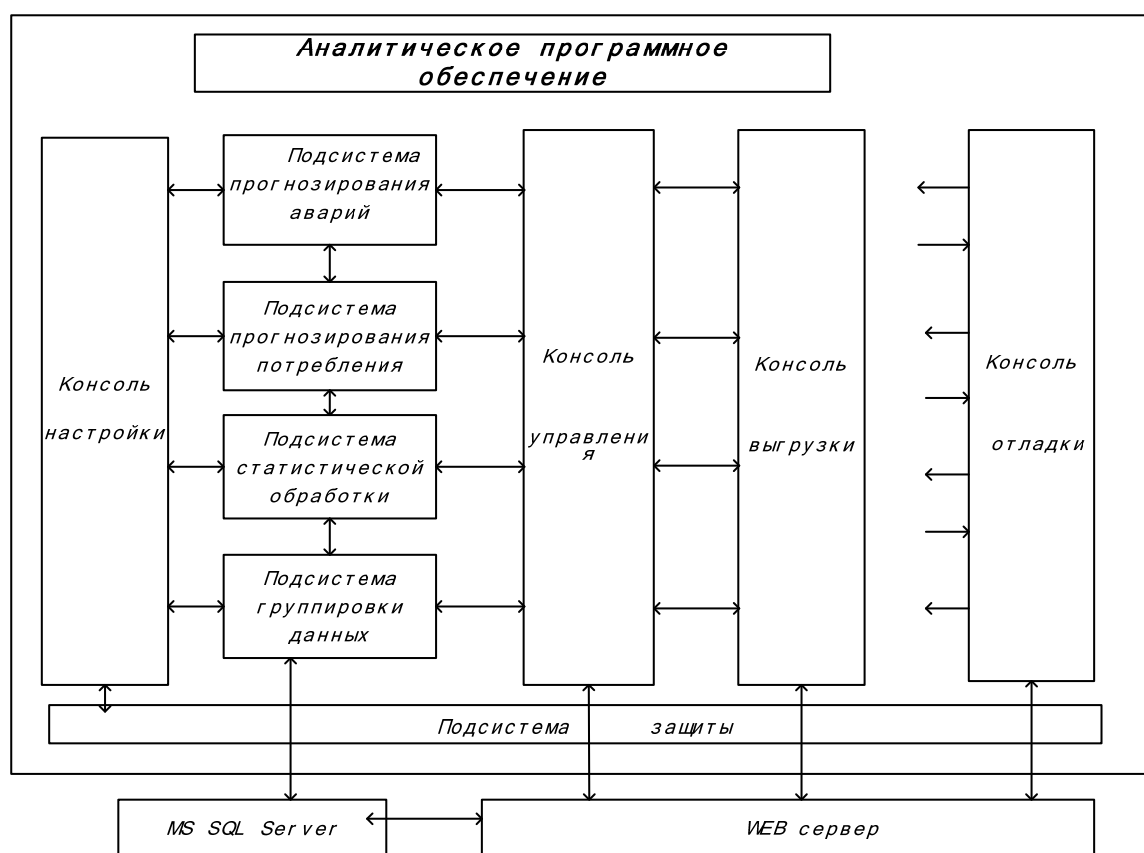 Аналитическое программное
обеспечение
Консоль
настройки
Подсистема
прогнозирования
аварий
Подсистема
прогнозирования
потребления
Подсистема
статистической
обработки
Подсистема
группировки
данных
Консоль
управлени
я
Консоль
выгрузки
Консоль
отладки
Подсистема защиты
MS SQL Server
WEB сервер